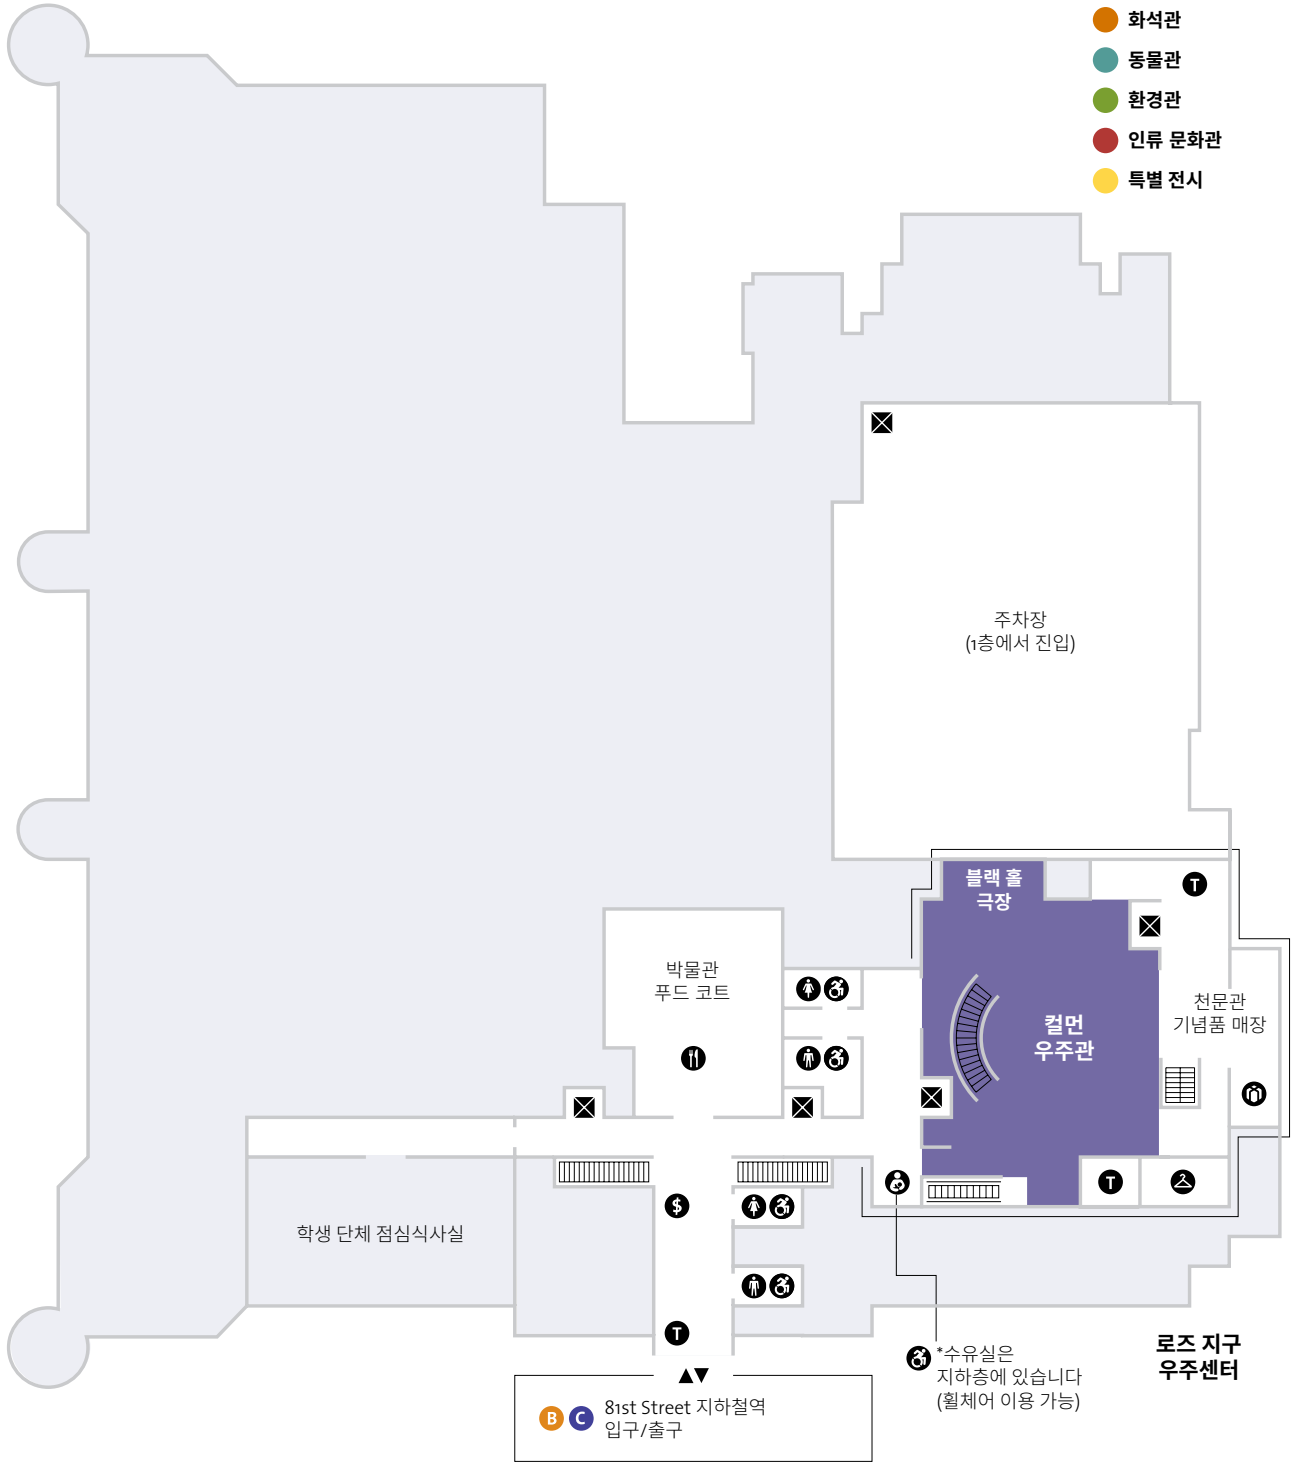 화석관
동물관
환경관
인류 문화관
특별 전시
주차장
(1층에서 진입)
블랙 홀
극장
T
박물관
푸드 코트
컬먼
우주관
천문관
기념품 매장
T
학생 단체 점심식사실
$
T
*수유실은
지하층에 있습니다
(휠체어 이용 가능)
로즈 지구
우주센터
B C 81st Street 지하철역
입구/출구